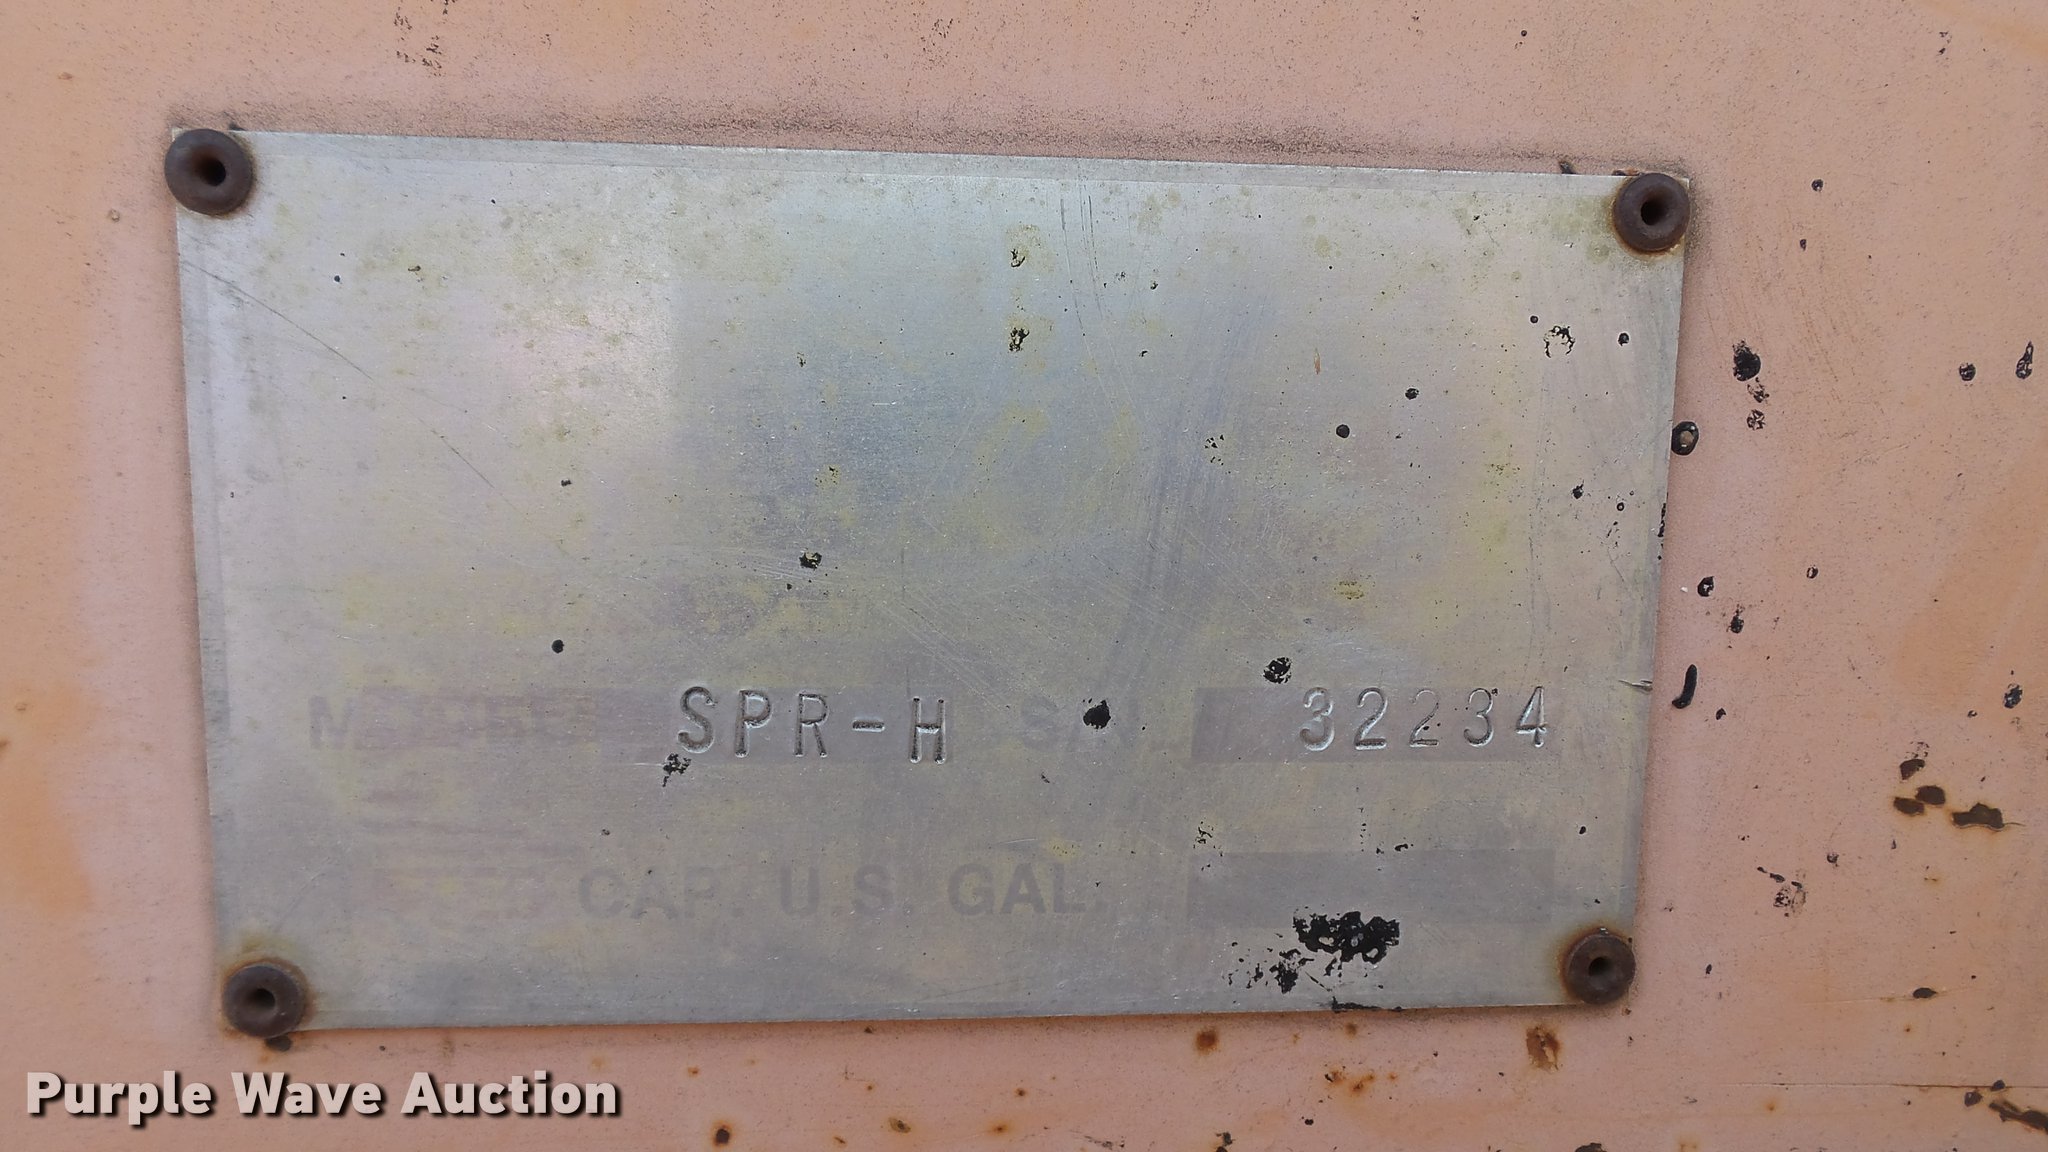 SPR-H S/N 32234
CAP. U.S. GAL.
Purple Wave Auction